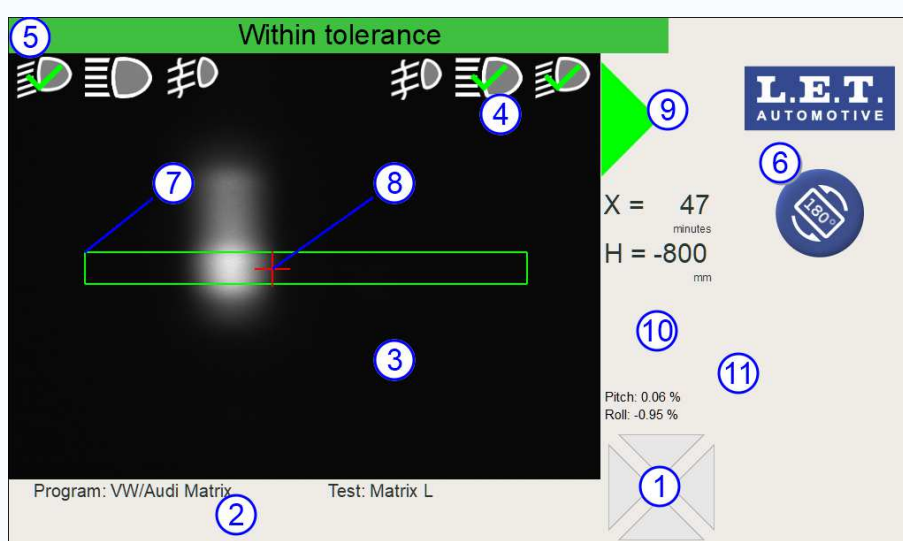 5
Within tolerance
4
9
L.E.T.
AUTOMOTIVE
6
180°
7
8
X = 47
minutes
H = -800
mm
3
10
11
Pitch: 0.06 %
Roll: -0.95 %
Program: VW/Audi Matrix
Test: Matrix L
2
1